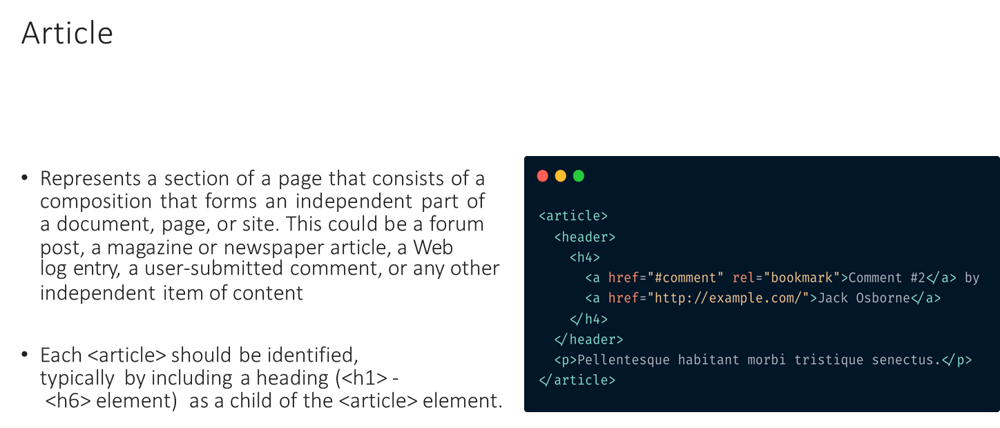 Article
• Represents a section of a page that consists of a
composition that forms an independent part of
a document, page, or site. This could be a forum
post, a magazine or newspaper article, a Web
log entry, a user-submitted comment, or any other
independent item of content
• Each <article> should be identified,
typically by including a heading (<h1> -
<h6> element) as a child of the <article> element.
<article>
<header>
<h4>
<a href="#comment" rel="bookmark">Comment #2</a> by
<a href="http://example.com/">Jack Osborne</a>
</h4>
</header>
<p>Pellentesque habitant morbi tristique senectus.</p>
</article>